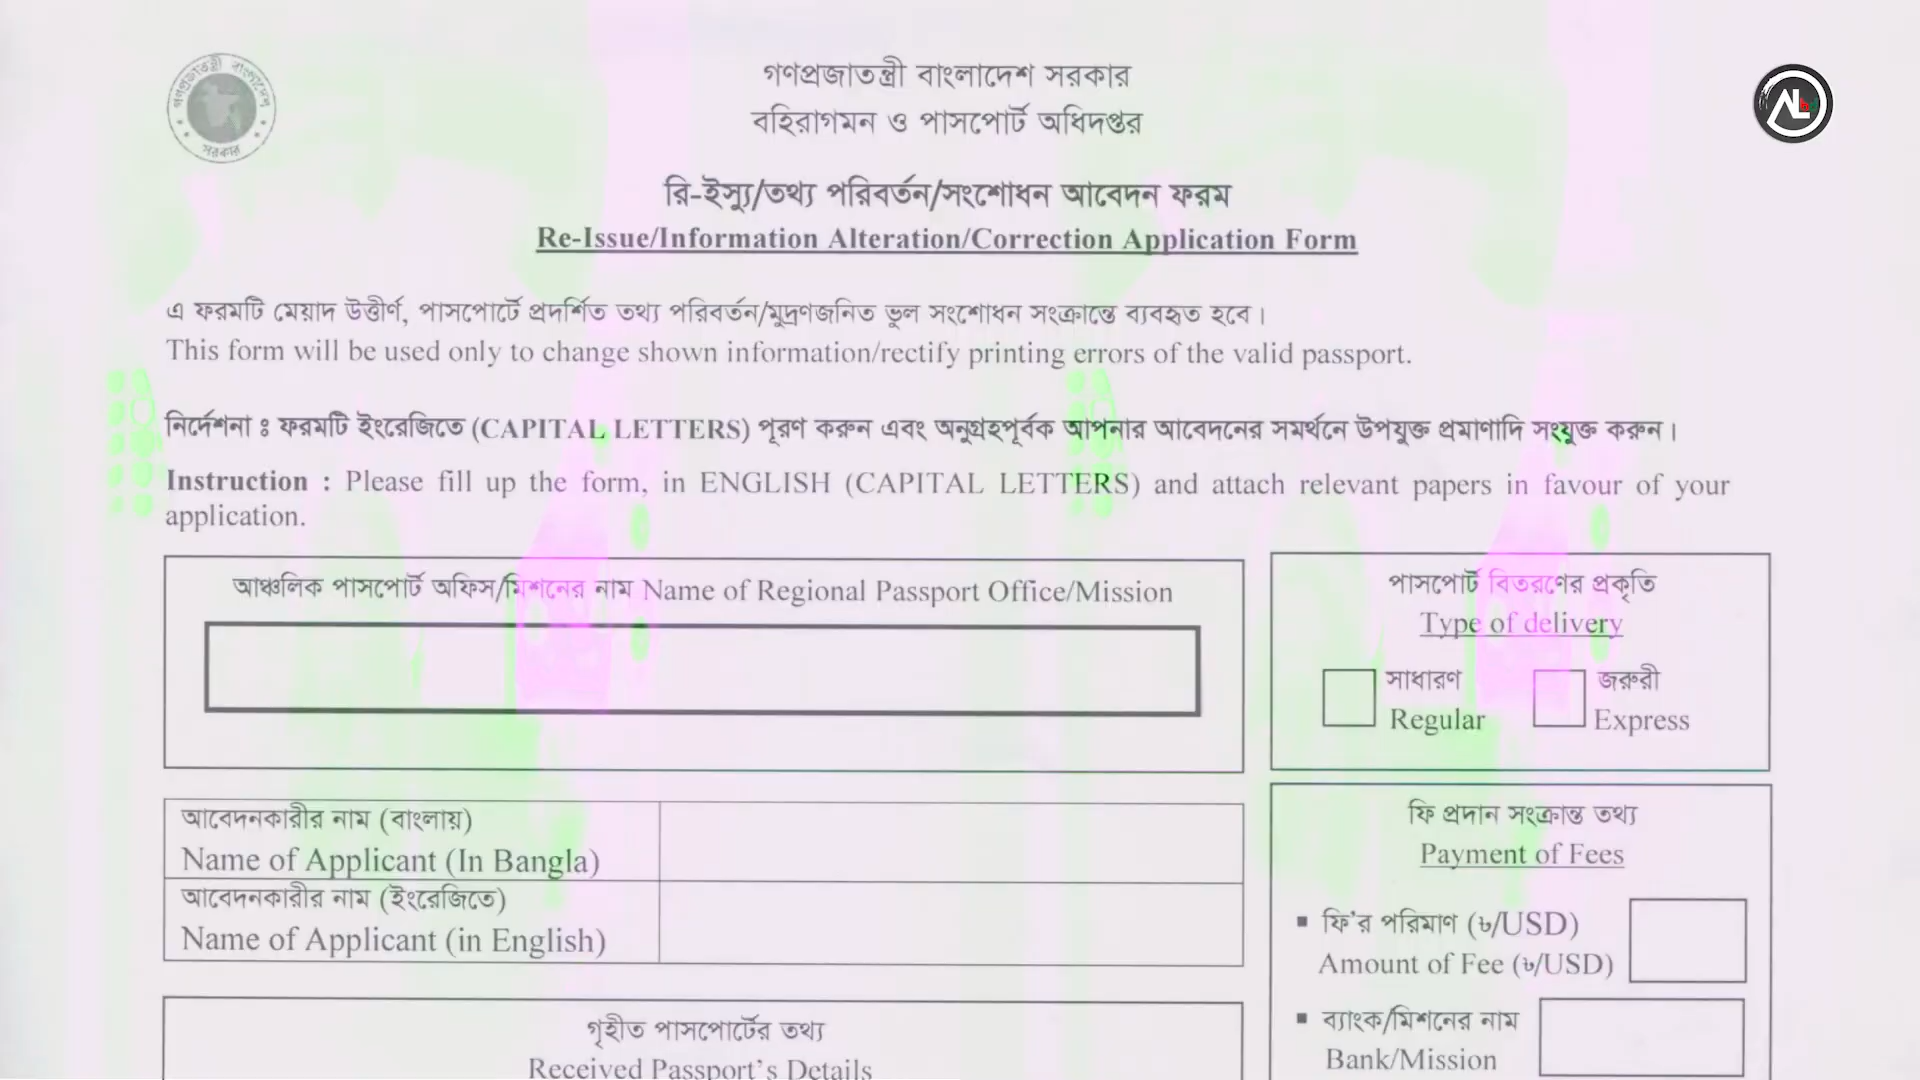 গণপ্রজাতন্ত্রী বাংলাদেশ সরকার
বহিরাগমন ও পাসপোর্ট অধিদপ্তর
রি-ইস্যু/তথ্য পরিবর্তন/সংশোধন আবেদন ফরম
Re-Issue/Information Alteration/Correction Application Form
এ ফরমটি মেয়াদ উত্তীর্ণ, পাসপোর্টে প্রদর্শিত তথ্য পরিবর্তন/মুদ্রণজনিত ভুল সংশোধন সংক্রান্তে ব্যবহৃত হবে।
This form will be used only to change shown information/rectify printing errors of the valid passport.
নির্দেশনা ঃ ফরমটি ইংরেজিতে (CAPITAL LETTERS) পূরণ করুন এবং অনুগ্রহপূর্বক আপনার আবেদনের সমর্থনে উপযুক্ত প্রমাণাদি সংযুক্ত করুন।
Instruction : Please fill up the form, in ENGLISH (CAPITAL LETTERS) and attach relevant papers in favour of your
application.
আঞ্চলিক পাসপোর্ট অফিস/মিশনের নাম Name of Regional Passport Office/Mission
পাসপোর্ট বিতরণের প্রকৃতি
Type of delivery
সাধারণ
Regular
জরুরী
Express
আবেদনকারীর নাম (বাংলায়)
Name of Applicant (In Bangla)
আবেদনকারীর নাম (ইংরেজিতে)
Name of Applicant (in English)
ফি প্রদান সংক্রান্ত তথ্য
Payment of Fees
▪ ফি'র পরিমাণ (৳/USD)
Amount of Fee (৳/USD)
▪ ব্যাংক/মিশনের নাম
Bank/Mission
গৃহীত পাসপোর্টের তথ্য
Received Passport's Details